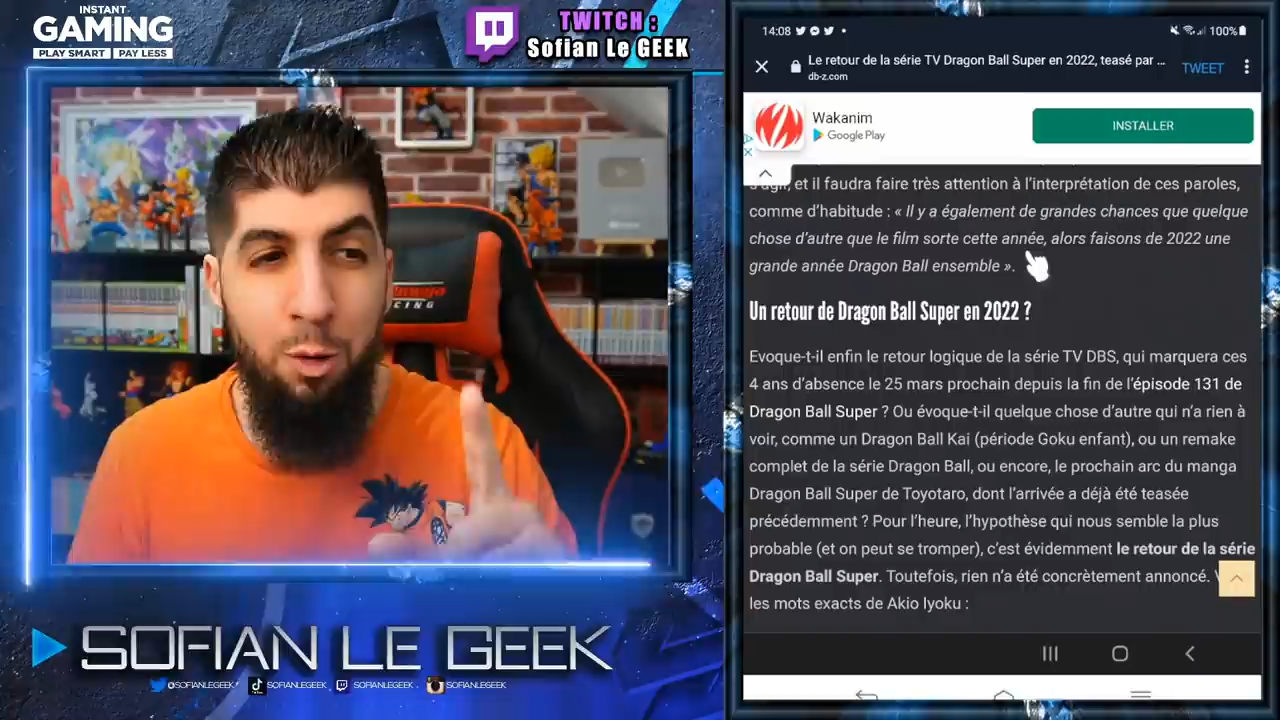 INSTANT
GAMING
PLAY SMART | PAY LESS
TWITCH :
Sofian Le GEEK
RACING
SOFIAN LE GEEK
@SOFIANLEGEEK SOFIANLEGEEK SOFIANLEGEEK SOFIANLEGEEK
14:08 100%
Le retour de la série TV Dragon Ball Super en 2022, teasé par ...
db-z.com
TWEET
Wakanim
Google Play
INSTALLER
s'agir, et il faudra faire très attention à l'interprétation de ces paroles,
comme d'habitude : « Il y a également de grandes chances que quelque
chose d'autre que le film sorte cette année, alors faisons de 2022 une
grande année Dragon Ball ensemble ».
Un retour de Dragon Ball Super en 2022 ?
Evoque-t-il enfin le retour logique de la série TV DBS, qui marquera ces
4 ans d'absence le 25 mars prochain depuis la fin de l'épisode 131 de
Dragon Ball Super ? Ou évoque-t-il quelque chose d'autre qui n'a rien à
voir, comme un Dragon Ball Kai (période Goku enfant), ou un remake
complet de la série Dragon Ball, ou encore, le prochain arc du manga
Dragon Ball Super de Toyotaro, dont l'arrivée a déjà été teasée
précédemment ? Pour l'heure, l'hypothèse qui nous semble la plus
probable (et on peut se tromper), c'est évidemment le retour de la série
Dragon Ball Super. Toutefois, rien n'a été concrètement annoncé.
les mots exacts de Akio Iyoku :